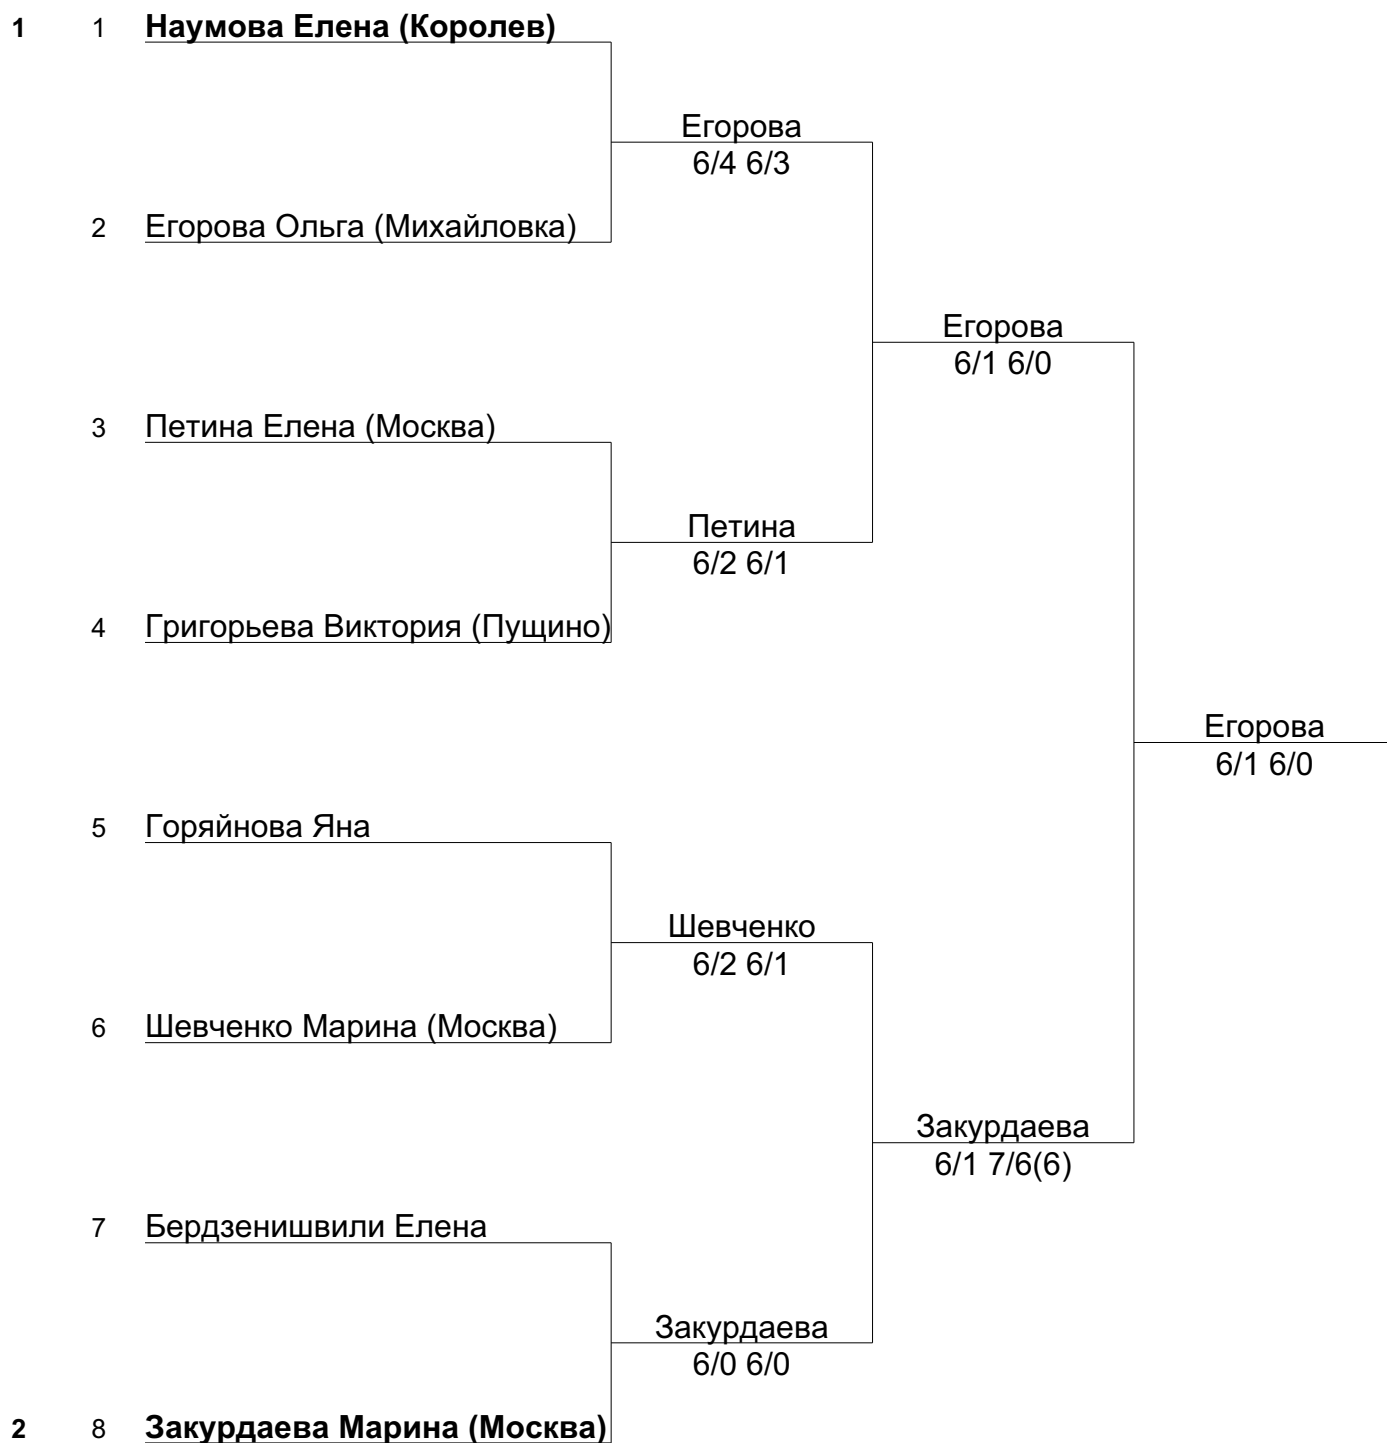 1 1 Наумова Елена (Королев)
Егорова
6/4 6/3
2 Егорова Ольга (Михайловка)
Егорова
6/1 6/0
3 Петина Елена (Москва)
Петина
6/2 6/1
4 Григорьева Виктория (Пущино)
Егорова
6/1 6/0
5 Горяйнова Яна
Шевченко
6/2 6/1
6 Шевченко Марина (Москва)
Закурдаева
6/1 7/6(6)
7 Бердзенишвили Елена
Закурдаева
6/0 6/0
2 8 Закурдаева Марина (Москва)